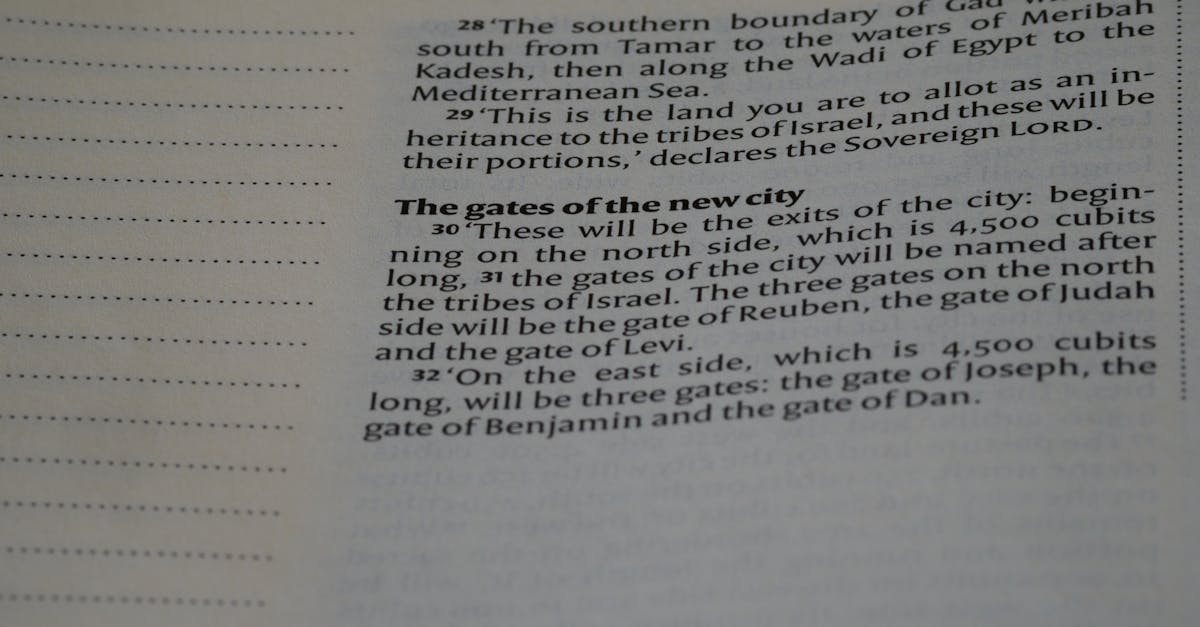 28 ‘The southern boundary of Gad
south from Tamar to the waters of Meribah
Kadesh, then along the Wadi of Egypt to the
Mediterranean Sea.
29 ‘This is the land you are to allot as an in-
heritance to the tribes of Israel, and these will be
their portions,’ declares the Sovereign LORD.
The gates of the new city
30 ‘These will be the exits of the city: begin-
ning on the north side, which is 4,500 cubits
long, 31 the gates of the city will be named after
the tribes of Israel. The three gates on the north
side will be the gate of Reuben, the gate of Judah
and the gate of Levi.
32 ‘On the east side, which is 4,500 cubits
long, will be three gates: the gate of Joseph, the
gate of Benjamin and the gate of Dan.